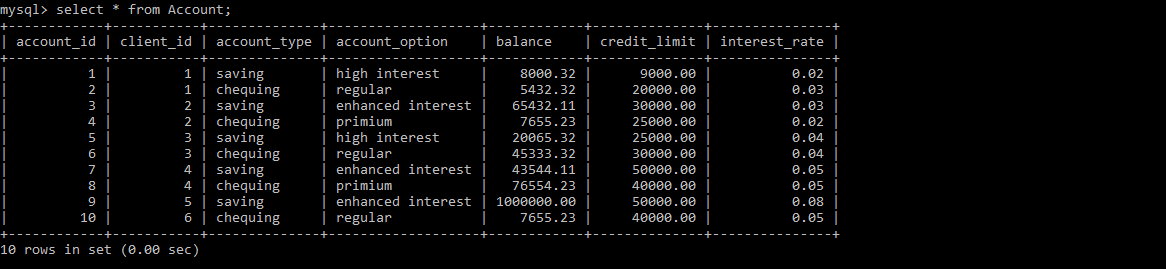 mysql> select * from Account;
+------------+-----------+--------------+-------------------+------------+--------------+---------------+
| account_id | client_id | account_type | account_option    | balance    | credit_limit | interest_rate |
+------------+-----------+--------------+-------------------+------------+--------------+---------------+
|          1 |         1 | saving       | high interest     |    8000.32 |      9000.00 |          0.02 |
|          2 |         1 | chequing     | regular           |    5432.32 |     20000.00 |          0.03 |
|          3 |         2 | saving       | enhanced interest |   65432.11 |     30000.00 |          0.03 |
|          4 |         2 | chequing     | primium           |    7655.23 |     25000.00 |          0.02 |
|          5 |         3 | saving       | high interest     |   20065.32 |     25000.00 |          0.04 |
|          6 |         3 | chequing     | regular           |   45333.32 |     30000.00 |          0.04 |
|          7 |         4 | saving       | enhanced interest |   43544.11 |     50000.00 |          0.05 |
|          8 |         4 | chequing     | primium           |   76554.23 |     40000.00 |          0.05 |
|          9 |         5 | saving       | enhanced interest | 1000000.00 |     50000.00 |          0.08 |
|         10 |         6 | chequing     | regular           |    7655.23 |     40000.00 |          0.05 |
+------------+-----------+--------------+-------------------+------------+--------------+---------------+
10 rows in set (0.00 sec)